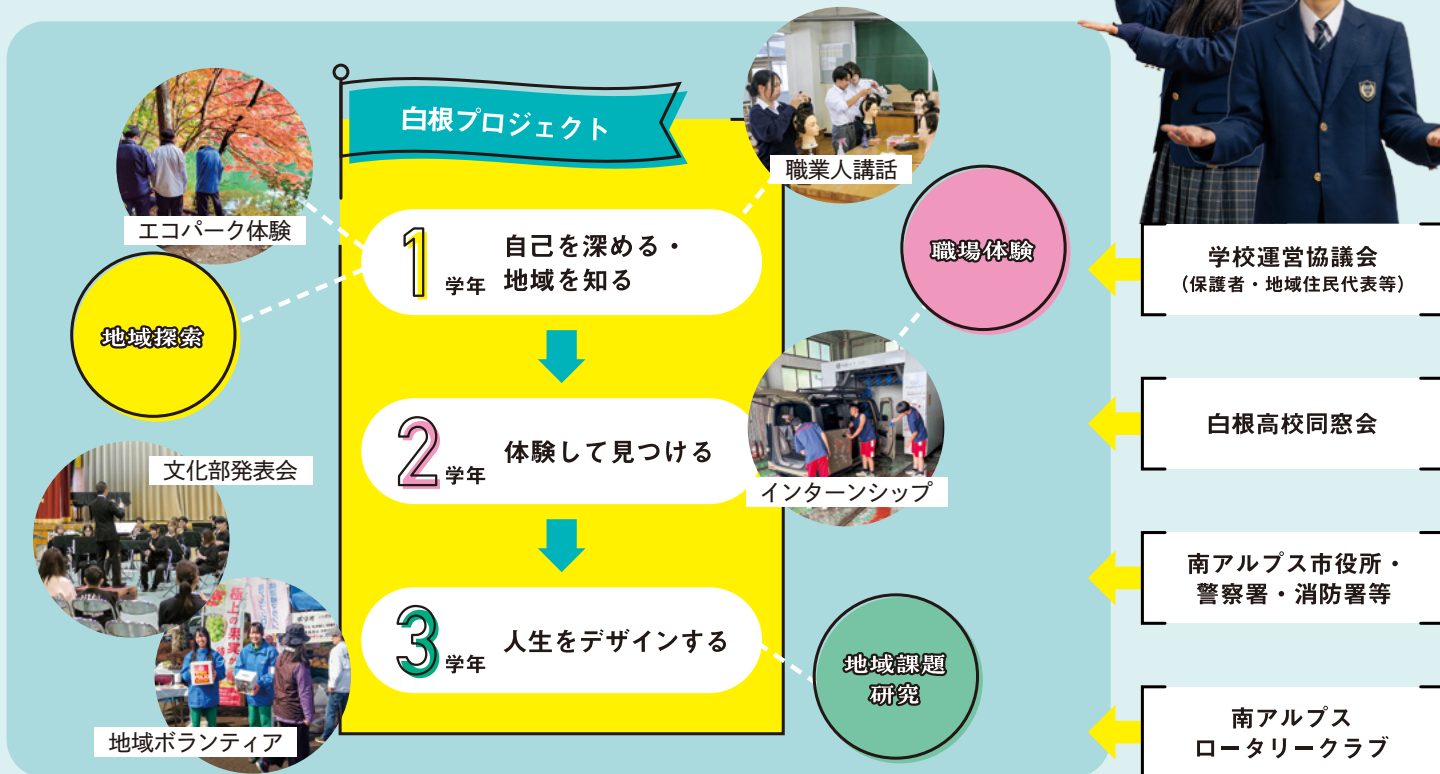 白根プロジェクト
職業人講話
エコパーク体験
1学年
自己を深める・
地域を知る
職場体験
地域探索
2学年
体験して見つける
インターンシップ
文化部発表会
3学年
人生をデザインする
地域課題
研究
極上の果実が
地域ボランティア
学校運営協議会
（保護者・地域住民代表等）
白根高校同窓会
南アルプス市役所・
警察署・消防署等
南アルプス
ロータリークラブ